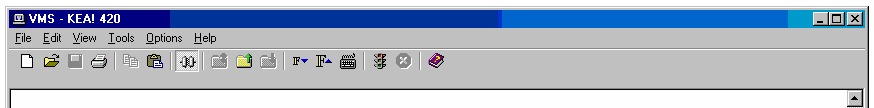 VMS - KEA! 420
File Edit View Tools Options Help
F F